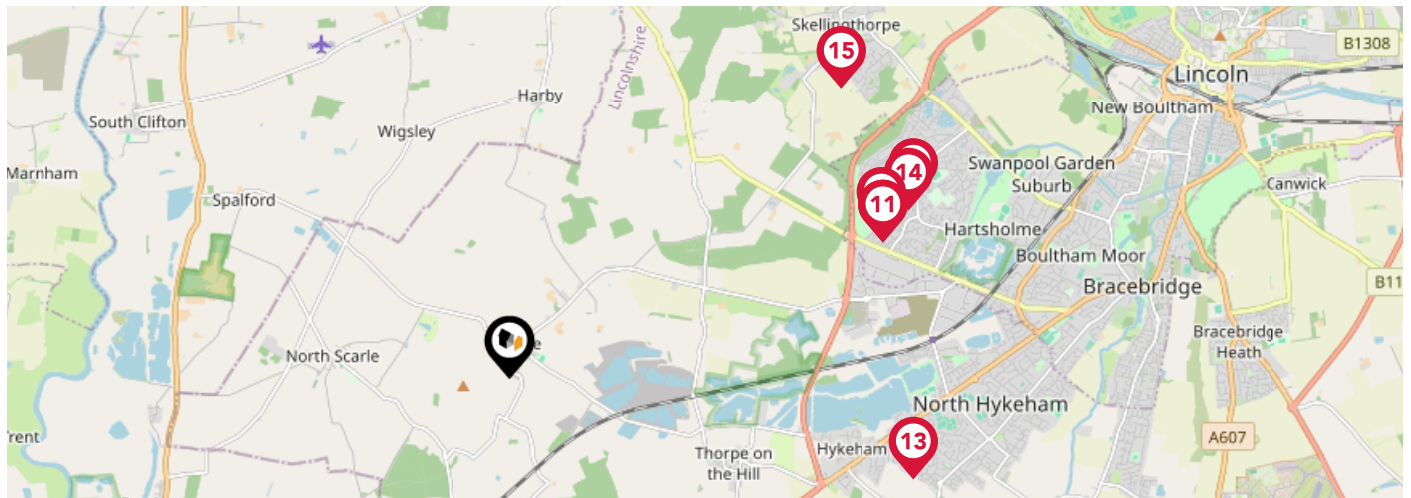 Skellingthorpe
B1308
15
Lincoln
Harby
Lincolnshire
New Boultham
South Clifton
Wigsley
Swanpool Garden
Suburb
14
Marnham
Canwick
Spalford
11
Hartsholme
Boultham Moor
Bracebridge
B11
Bracebridge
Heath
North Scarle
e
North Hykeham
A607
Trent
13
Hykeham
Thorpe on
the Hill